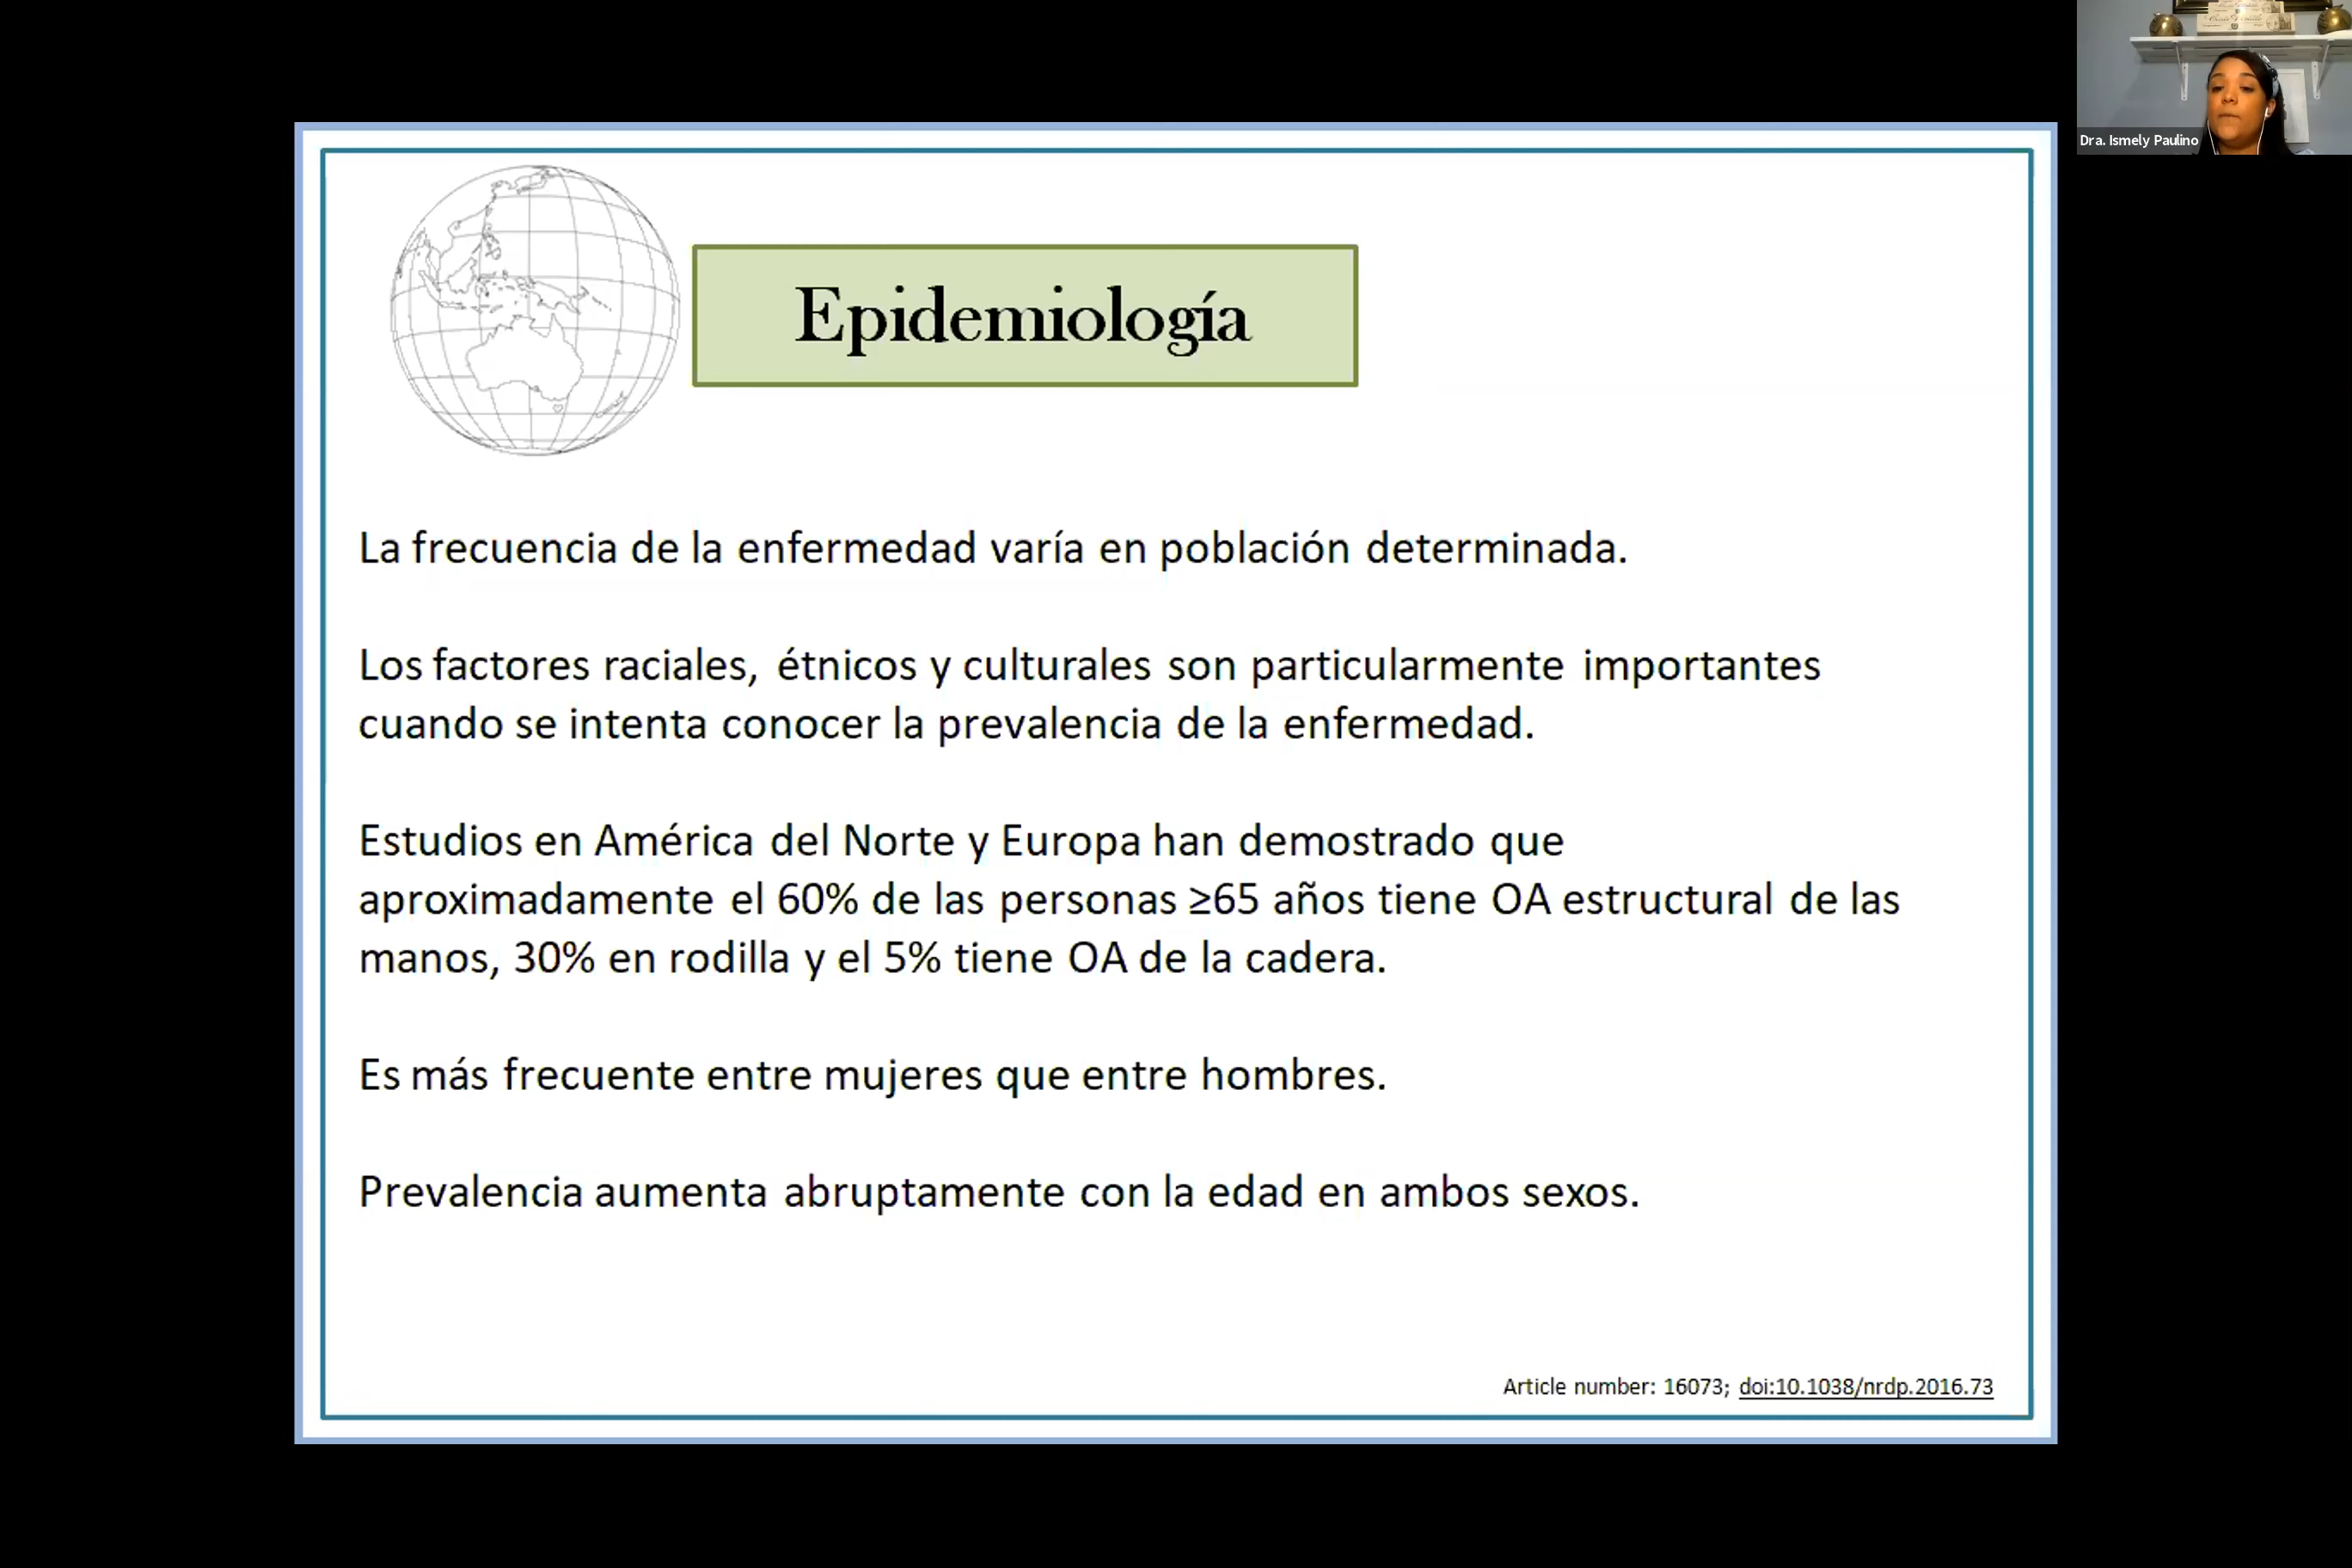 Dra. Ismely Paulino
Epidemiología
La frecuencia de la enfermedad varía en población determinada.
Los factores raciales, étnicos y culturales son particularmente importantes
cuando se intenta conocer la prevalencia de la enfermedad.
Estudios en América del Norte y Europa han demostrado que
aproximadamente el 60% de las personas ≥65 años tiene OA estructural de las
manos, 30% en rodilla y el 5% tiene OA de la cadera.
Es más frecuente entre mujeres que entre hombres.
Prevalencia aumenta abruptamente con la edad en ambos sexos.
Article number: 16073; doi:10.1038/nrdp.2016.73